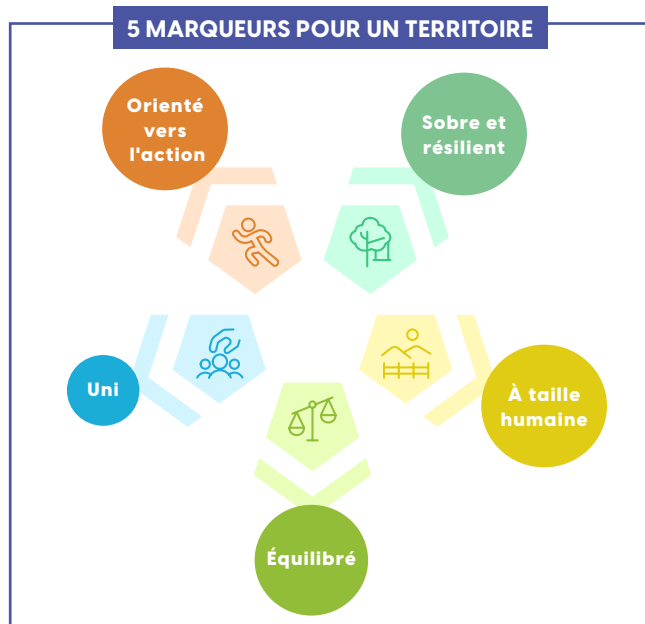 5 MARQUEURS POUR UN TERRITOIRE
Orienté
vers
l'action
Sobre et
résilient
Uni
À taille
humaine
Équilibré